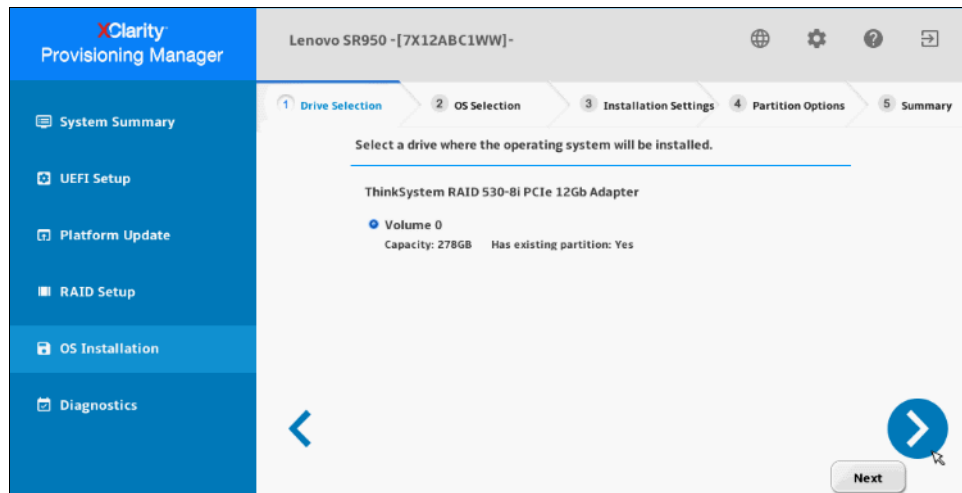 XClarity
Provisioning Manager
Lenovo SR950 -[7X12ABC1WW]-
System Summary
UEFI Setup
Platform Update
RAID Setup
OS Installation
Diagnostics
1 Drive Selection
2 OS Selection
3 Installation Settings
4 Partition Options
5 Summary
Select a drive where the operating system will be installed.
ThinkSystem RAID 530-8i PCIe 12Gb Adapter
Volume 0
Capacity: 278GB Has existing partition: Yes
Next